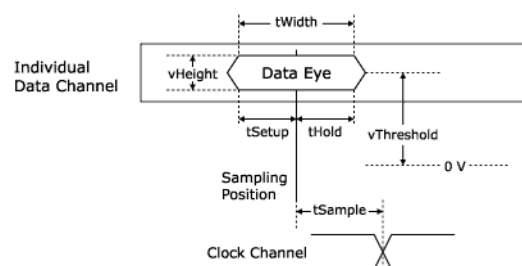 tWidth
Individual
Data Channel
vHeight
Data Eye
tSetup
tHold
vThreshold
0 V
Sampling
Position
tSample
Clock Channel